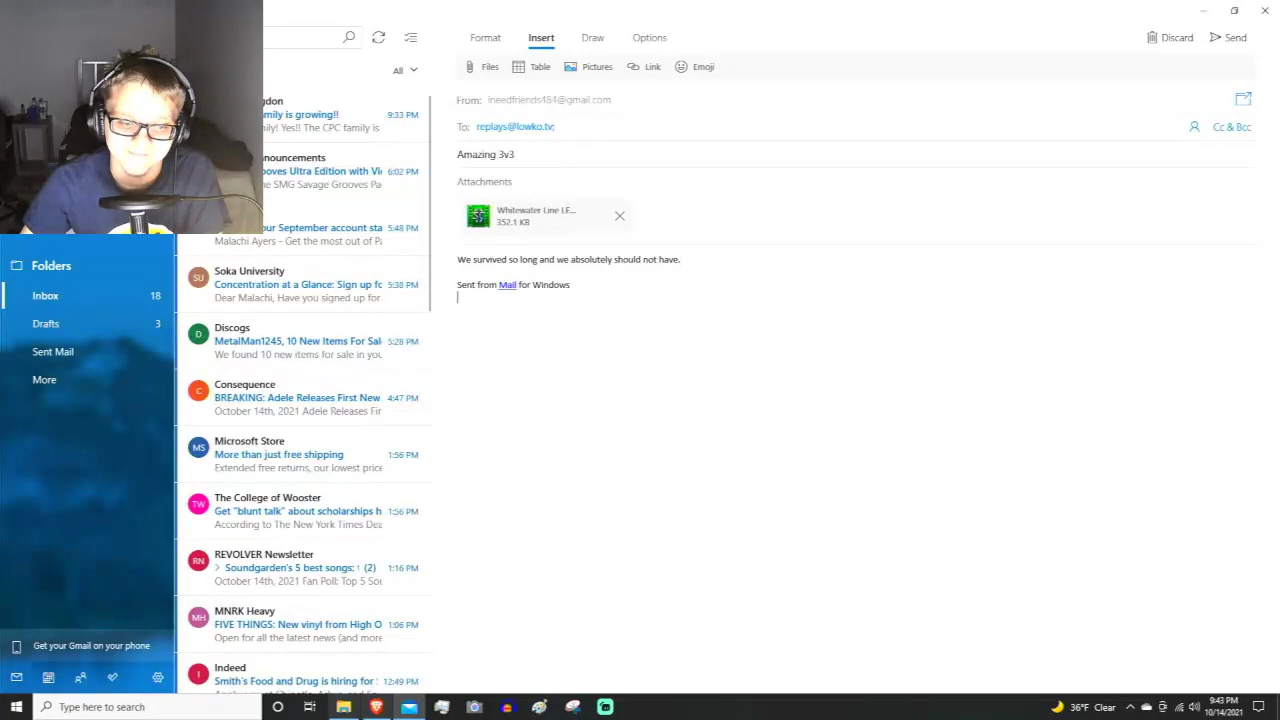 Format Insert Draw Options Discard Send
All
Files Table Pictures Link Emoji
From: ineedfriends484@gmail.com
To: replays@lowko.tv; Cc & Bcc
Amazing 3v3
Attachments
Whitewater Line LE...
352.1 KB
We survived so long and we absolutely should not have.
Sent from Mail for Windows
Folders
Inbox 18
Drafts 3
Sent Mail
More
Get your Gmail on your phone
gdon
amily is growing!! 9:33 PM
mily! Yes!! The CPC family is
nnouncements
ooves Ultra Edition with Vi 6:02 PM
the SMG Savage Grooves Pa
our September account sta 5:48 PM
Malachi Ayers - Get the most out of Pa
SU Soka University
Concentration at a Glance: Sign up fo 5:38 PM
Dear Malachi, Have you signed up for
D Discogs
MetalMan1245, 10 New Items For Sal 5:28 PM
We found 10 new items for sale in you
C Consequence
BREAKING: Adele Releases First New 4:47 PM
October 14th, 2021 Adele Releases Fir
MS Microsoft Store
More than just free shipping 1:56 PM
Extended free returns, our lowest price
TW The College of Wooster
Get "blunt talk" about scholarships h 1:56 PM
According to The New York Times Dea
RN REVOLVER Newsletter
Soundgarden's 5 best songs: (2) 1:16 PM
October 14th, 2021 Fan Poll: Top 5 Sou
MH MNRK Heavy
FIVE THINGS: New vinyl from High O 1:06 PM
Open for all the latest news (and more
I Indeed
Smith's Food and Drug is hiring for 12:49 PM
Type here to search
36°F Clear
9:43 PM
10/14/2021